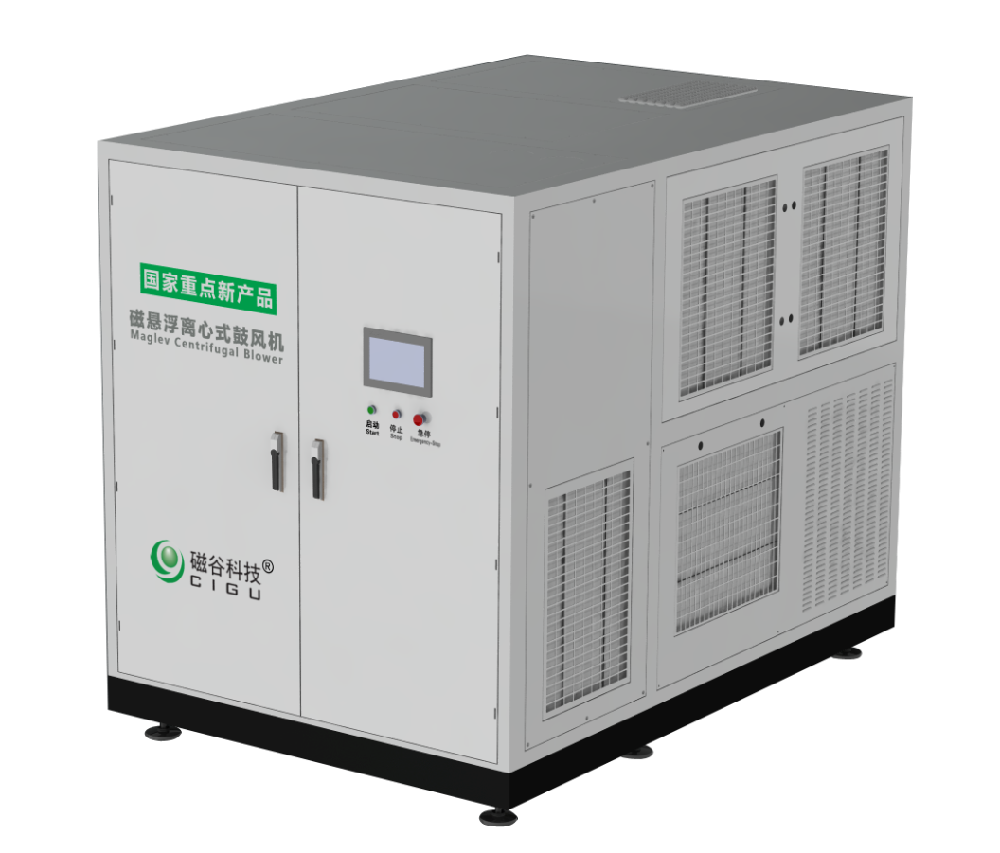 国家重点新产品
磁悬浮离心式鼓风机
Maglev Centrifugal Blower
启动
Start
停止
Stop
急停
Emergency-Stop
磁谷科技®
CIGU